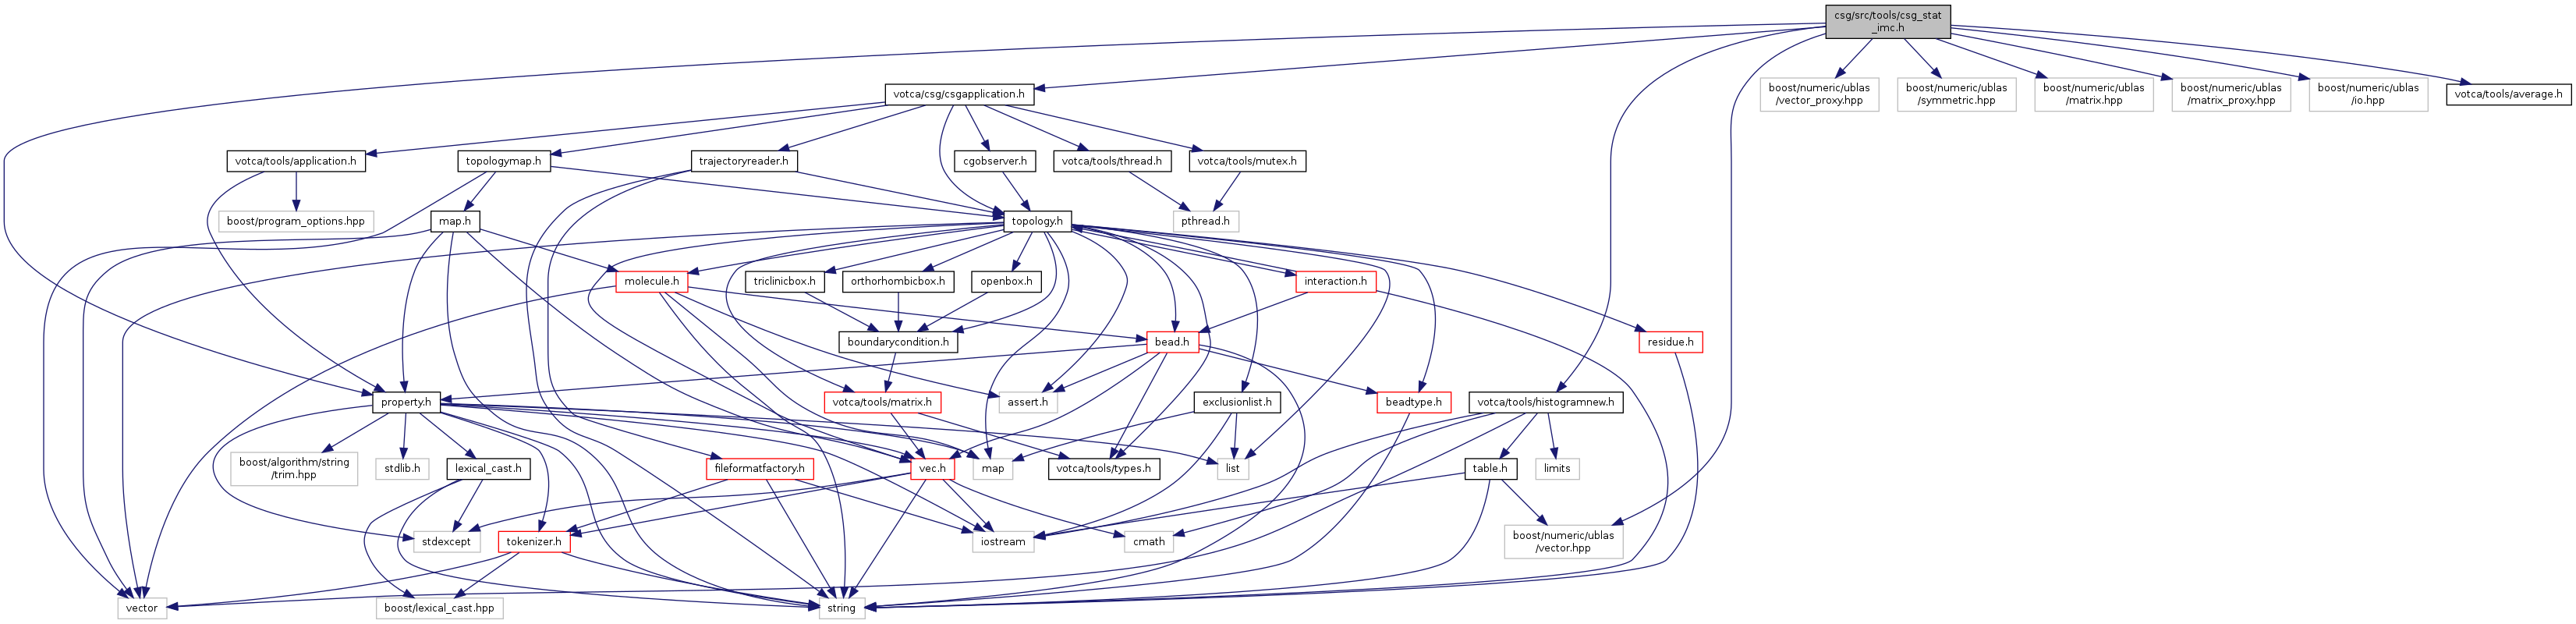 csg/src/tools/csg_stat
_imc.h
votca/csg/csgapplication.h
boost/numeric/ublas
/vector_proxy.hpp
boost/numeric/ublas
/symmetric.hpp
boost/numeric/ublas
/matrix.hpp
boost/numeric/ublas
/matrix_proxy.hpp
boost/numeric/ublas
/io.hpp
votca/tools/average.h
votca/tools/application.h
topologymap.h
trajectoryreader.h
cgobserver.h
votca/tools/thread.h
votca/tools/mutex.h
boost/program_options.hpp
map.h
topology.h
pthread.h
molecule.h
triclinicbox.h
orthorhombicbox.h
openbox.h
interaction.h
boundarycondition.h
bead.h
residue.h
property.h
votca/tools/matrix.h
assert.h
exclusionlist.h
beadtype.h
votca/tools/histogramnew.h
boost/algorithm/string
/trim.hpp
stdlib.h
lexical_cast.h
fileformatfactory.h
vec.h
map
votca/tools/types.h
list
table.h
limits
stdexcept
tokenizer.h
iostream
cmath
boost/numeric/ublas
/vector.hpp
vector
boost/lexical_cast.hpp
string